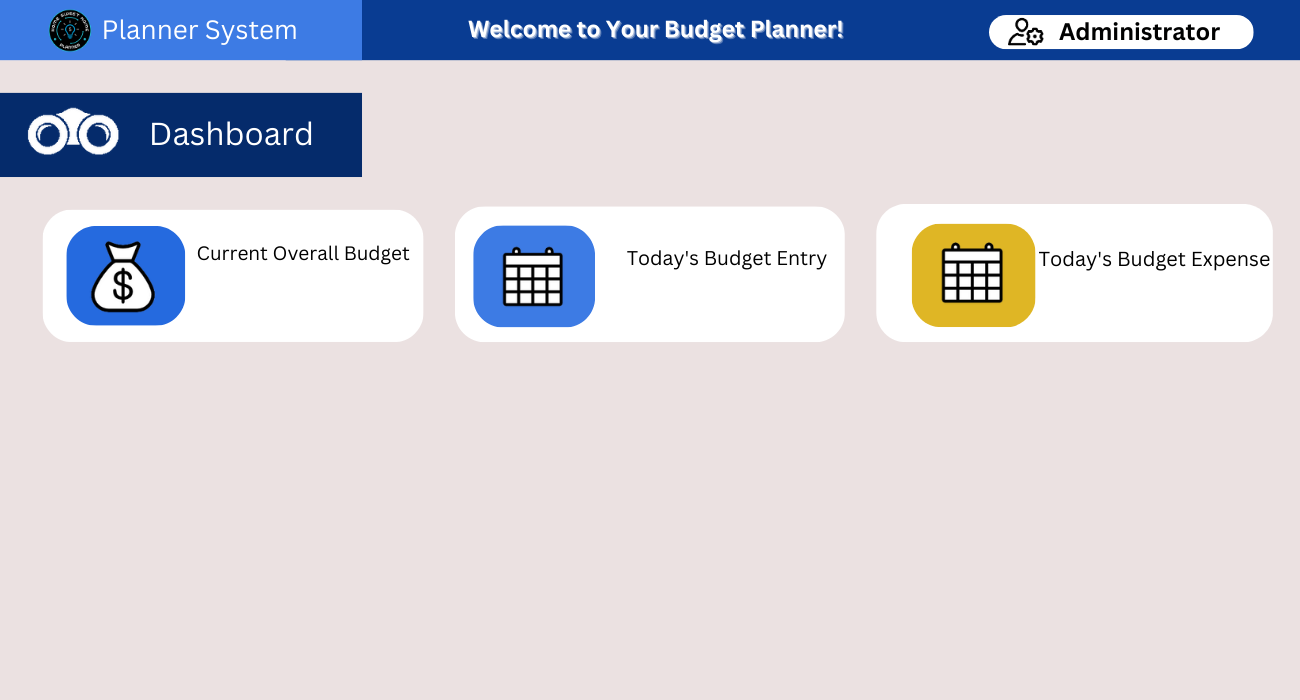 Planner System
Welcome to Your Budget Planner!
Administrator
Dashboard
Current Overall Budget
Today's Budget Entry
Today's Budget Expense